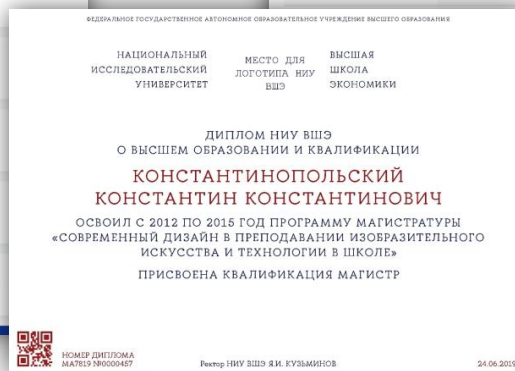 ФЕДЕРАЛЬНОЕ ГОСУДАРСТВЕННОЕ АВТОНОМНОЕ ОБРАЗОВАТЕЛЬНОЕ УЧРЕЖДЕНИЕ ВЫСШЕГО ОБРАЗОВАНИЯ
НАЦИОНАЛЬНЫЙ
ИССЛЕДОВАТЕЛЬСКИЙ
УНИВЕРСИТЕТ
МЕСТО ДЛЯ
ЛОГОТИПА НИУ
ВШЭ
ВЫСШАЯ
ШКОЛА
ЭКОНОМИКИ
ДИПЛОМ НИУ ВШЭ
О ВЫСШЕМ ОБРАЗОВАНИИ И КВАЛИФИКАЦИИ
КОНСТАНТИНОПОЛЬСКИЙ
КОНСТАНТИН КОНСТАНТИНОВИЧ
ОСВОИЛ С 2012 ПО 2015 ГОД ПРОГРАММУ МАГИСТРАТУРЫ
«СОВРЕМЕННЫЙ ДИЗАЙН В ПРЕПОДАВАНИИ ИЗОБРАЗИТЕЛЬНОГО
ИСКУССТВА И ТЕХНОЛОГИИ В ШКОЛЕ»
ПРИСВОЕНА КВАЛИФИКАЦИЯ МАГИСТР
НОМЕР ДИПЛОМА
МА7819 №0000457
Ректор НИУ ВШЭ Я.И. КУЗЬМИНОВ
24.06.2019